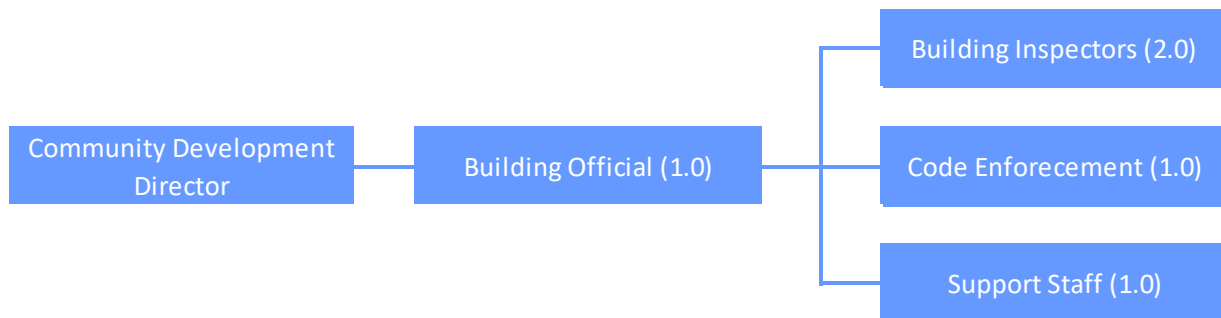 Building Inspectors (2.0)
Community Development
Director
Building Official (1.0)
Code Enforecement (1.0)
Support Staff (1.0)